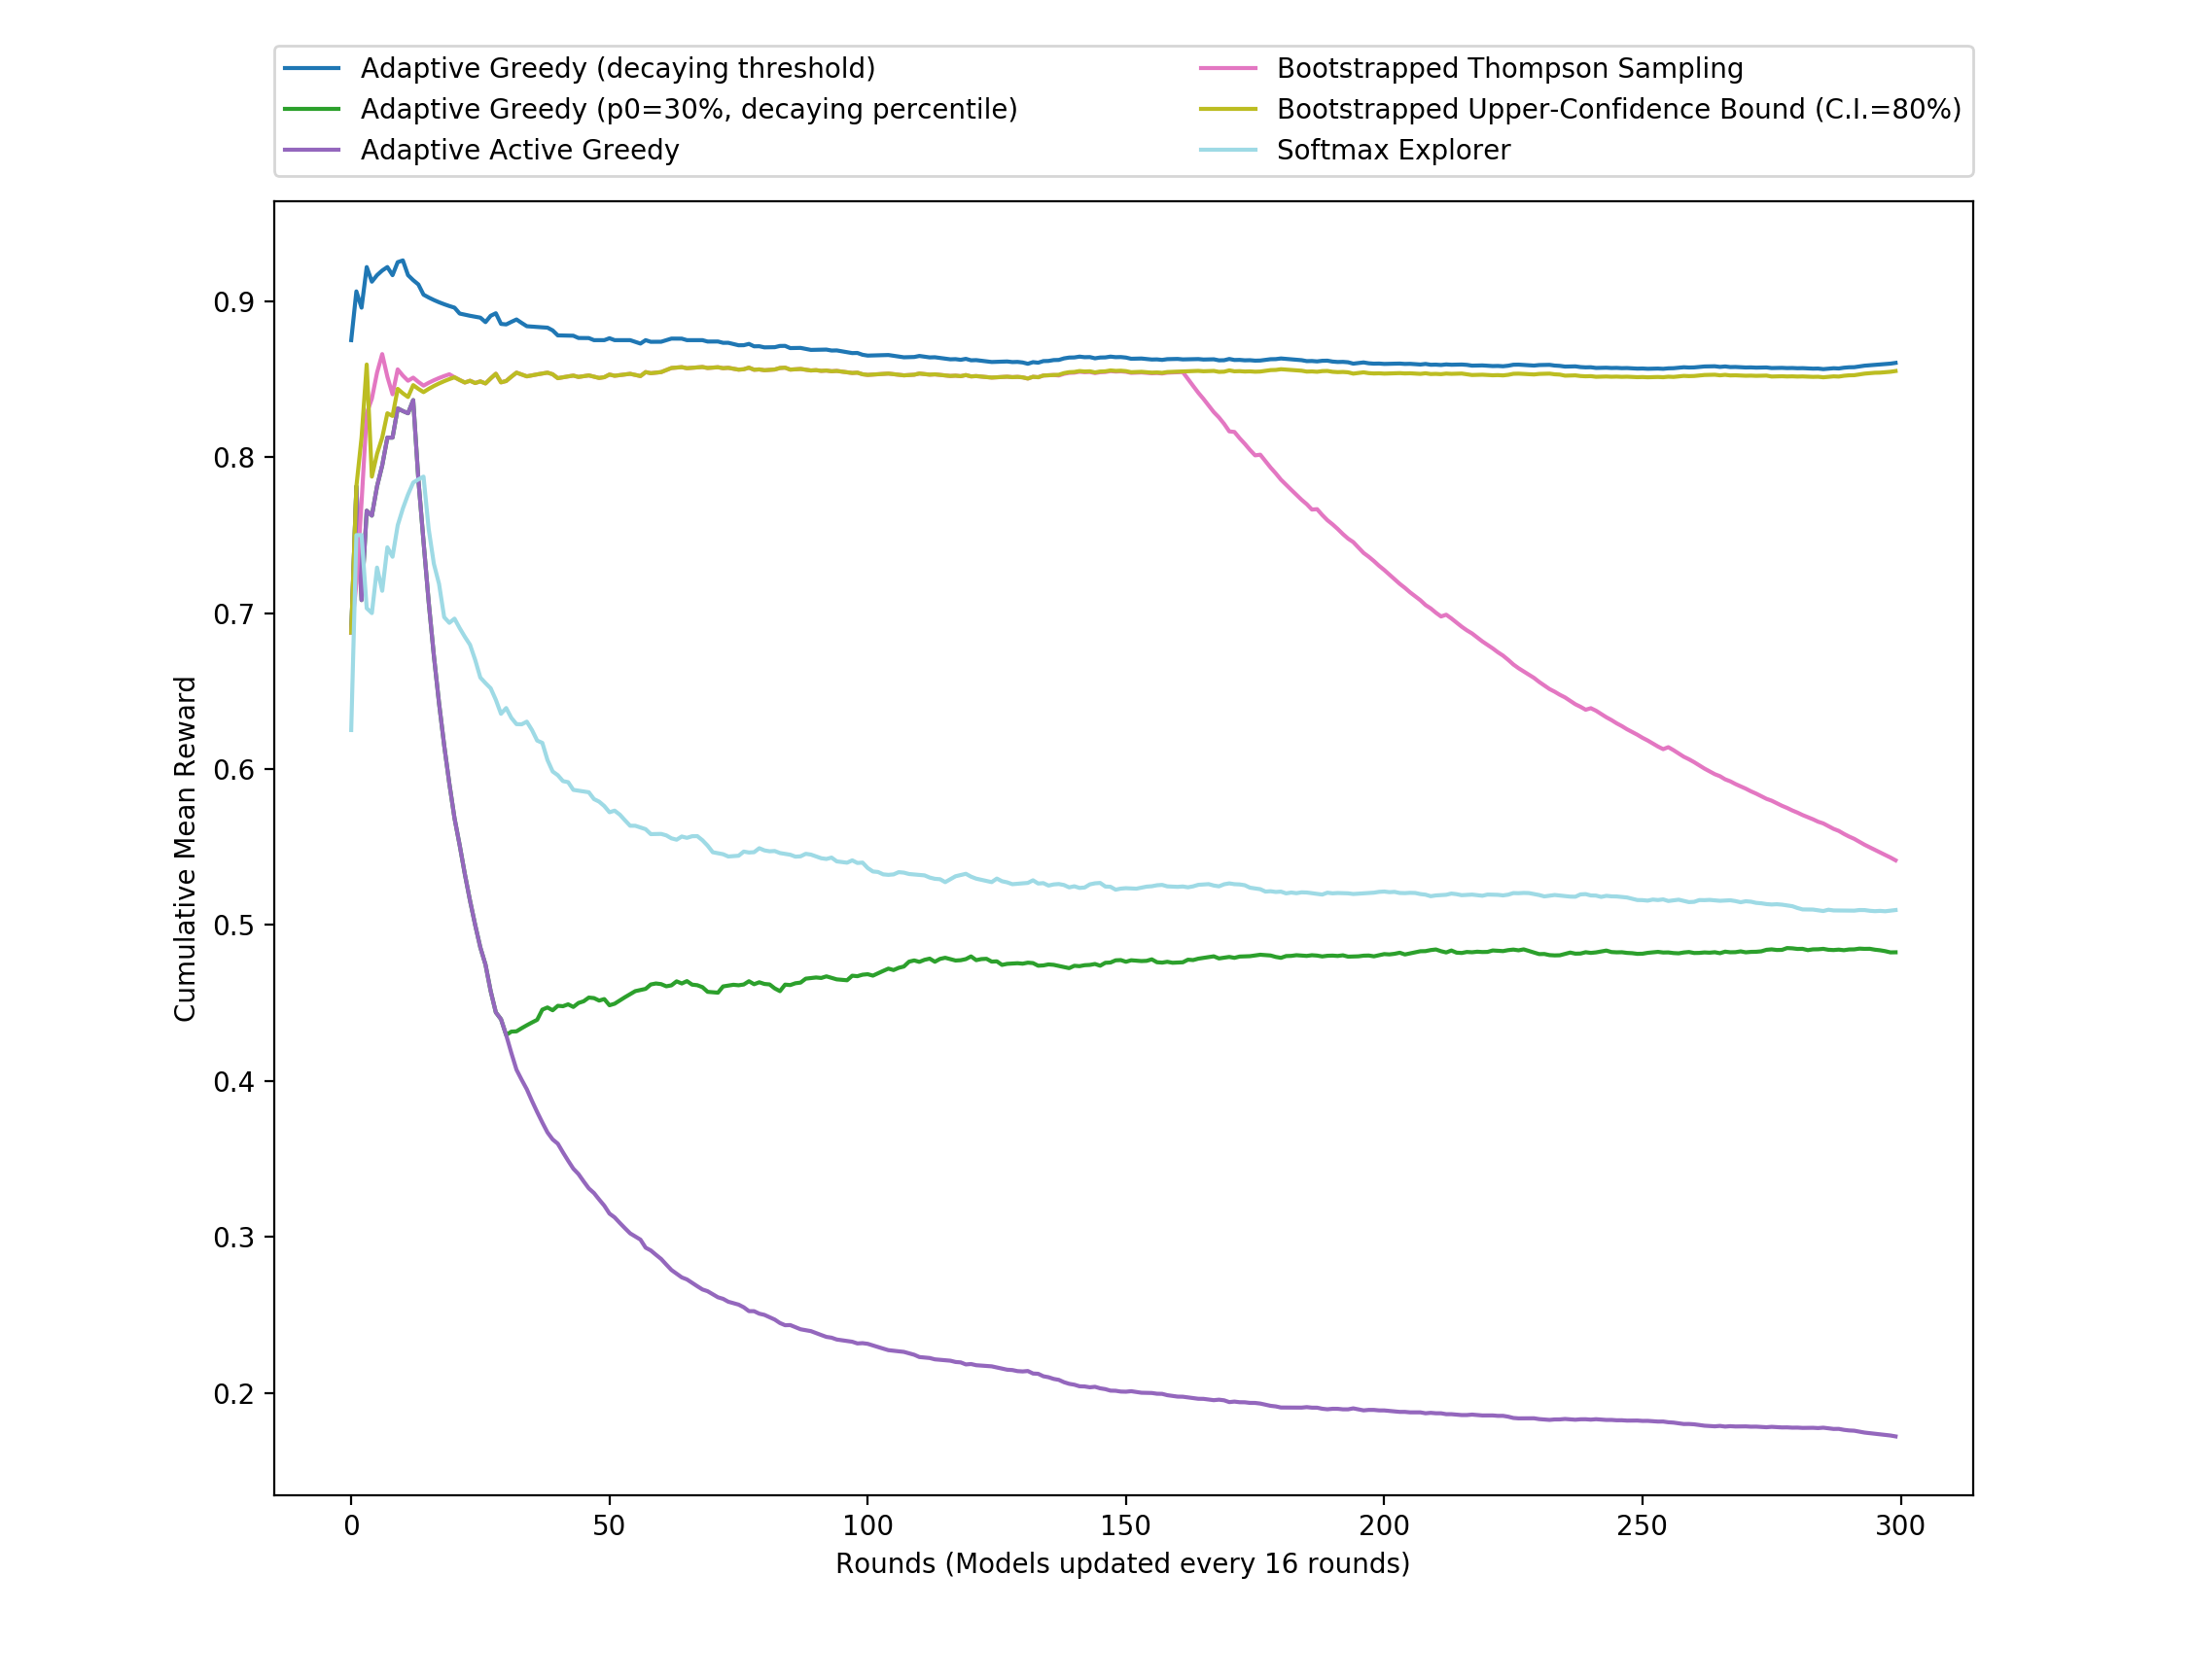 Adaptive Greedy (decaying threshold)
Adaptive Greedy (p0=30%, decaying percentile)
Adaptive Active Greedy
Bootstrapped Thompson Sampling
Bootstrapped Upper-Confidence Bound (C.I.=80%)
Softmax Explorer
Cumulative Mean Reward
0.9
0.8
0.7
0.6
0.5
0.4
0.3
0.2
0 50 100 150 200 250 300
Rounds (Models updated every 16 rounds)